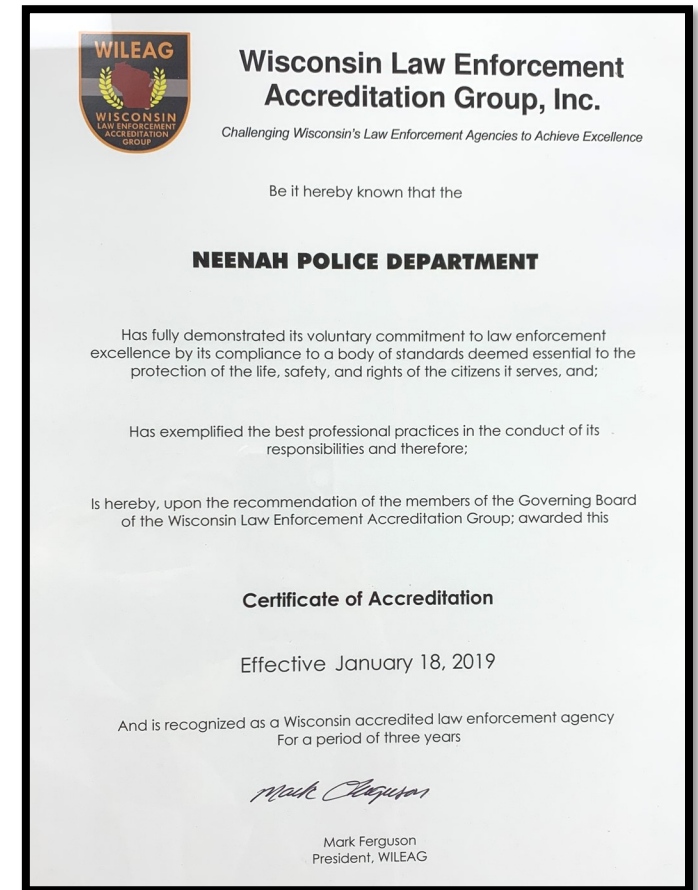 WILEAG
WISCONSIN
LAW ENFORCEMENT
ACCREDITATION
GROUP
Wisconsin Law Enforcement
Accreditation Group, Inc.
Challenging Wisconsin's Law Enforcement Agencies to Achieve Excellence
Be it hereby known that the
NEENAH POLICE DEPARTMENT
Has fully demonstrated its voluntary commitment to law enforcement
excellence by its compliance to a body of standards deemed essential to the
protection of the life, safety, and rights of the citizens it serves, and;
Has exemplified the best professional practices in the conduct of its
responsibilities and therefore;
Is hereby, upon the recommendation of the members of the Governing Board
of the Wisconsin Law Enforcement Accreditation Group; awarded this
Certificate of Accreditation
Effective January 18, 2019
And is recognized as a Wisconsin accredited law enforcement agency
For a period of three years
Mark Ferguson
Mark Ferguson
President, WILEAG